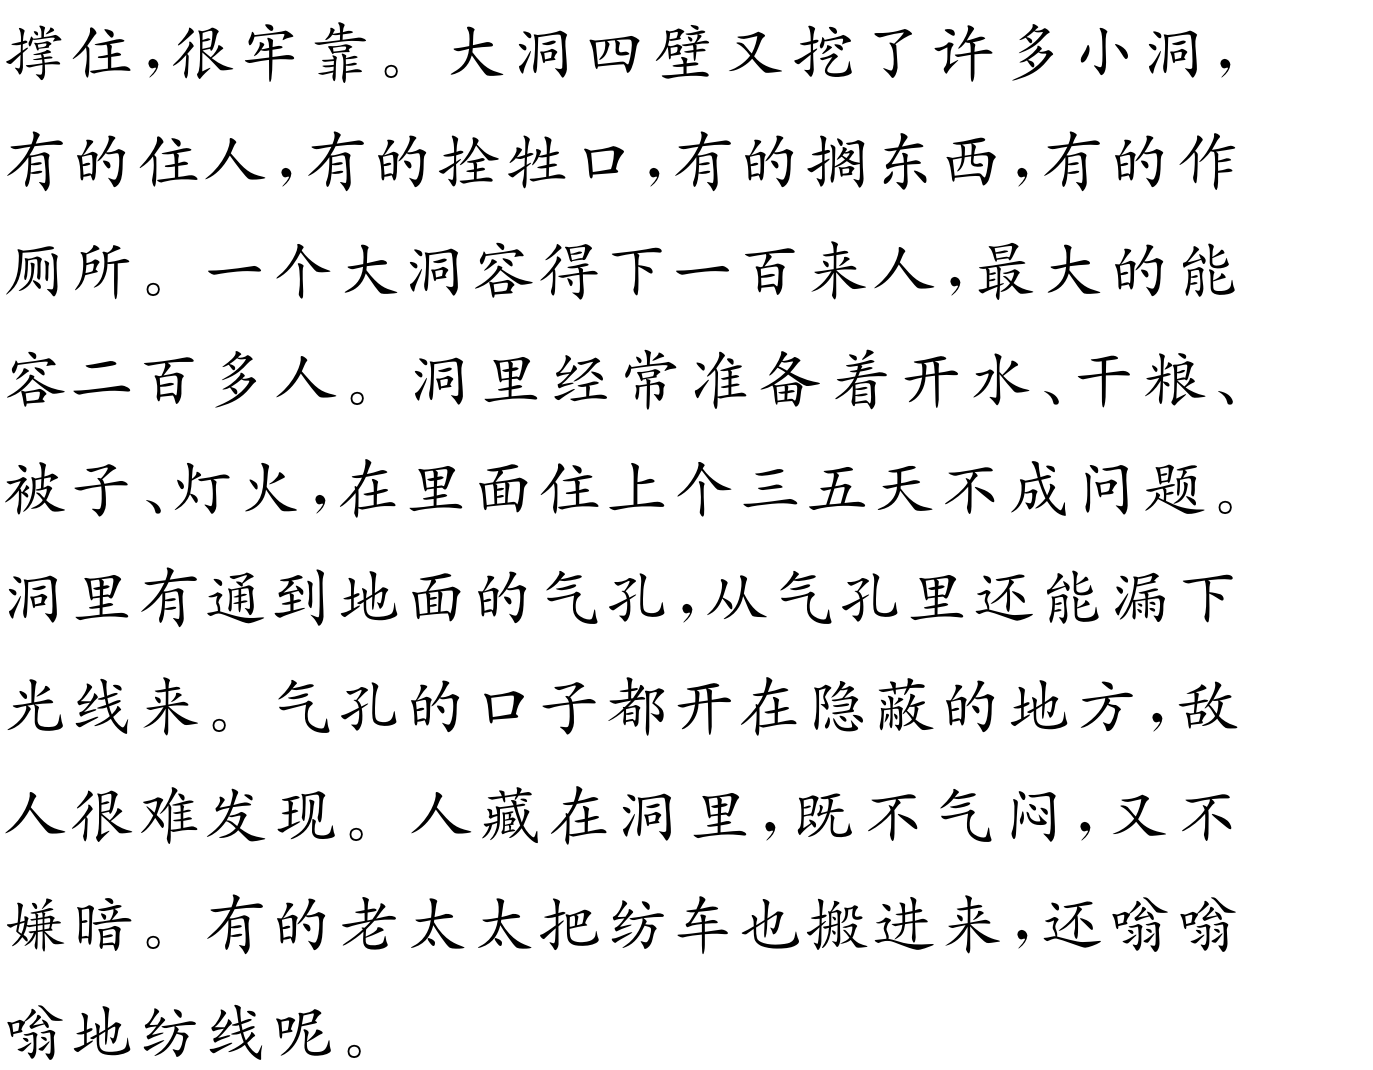 撑住，很牢靠。大洞四壁又挖了许多小洞，
有的住人，有的拴牲口，有的搁东西，有的作
厕所。一个大洞容得下一百来人，最大的能
容二百多人。洞里经常准备着开水、干粮、
被子、灯火，在里面住上个三五天不成问题。
洞里有通到地面的气孔，从气孔里还能漏下
光线来。气孔的口子都开在隐蔽的地方，敌
人很难发现。人藏在洞里，既不气闷，又不
嫌暗。有的老太太把纺车也搬进来，还嗡嗡
嗡地纺线呢。